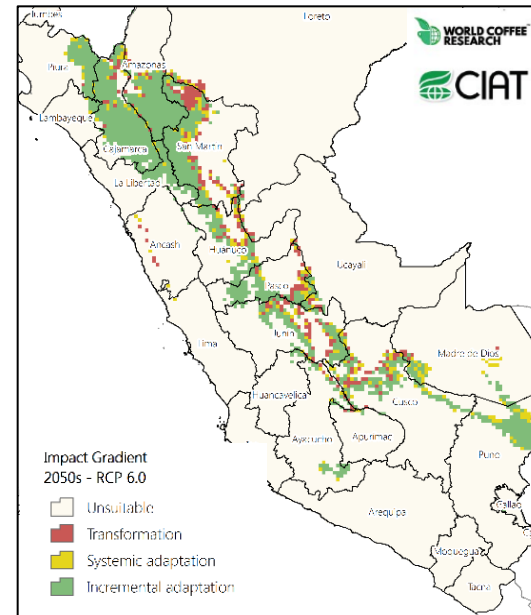 Tumbes
Loreto
WORLD COFFEE
RESEARCH
CIAT
Piura
Amazonas
Lambayeque
Cajamarca
San Martin
La Libertad
Ancash
Huanuco
Ucayali
Pasco
Junin
Lima
Madre de Dios
Huancavelica
Cusco
Ayacucho
Apurimac
Puno
Arequipa
Callao
Moquegua
Tacna
Impact Gradient
2050s - RCP 6.0
Unsuitable
Transformation
Systemic adaptation
Incremental adaptation